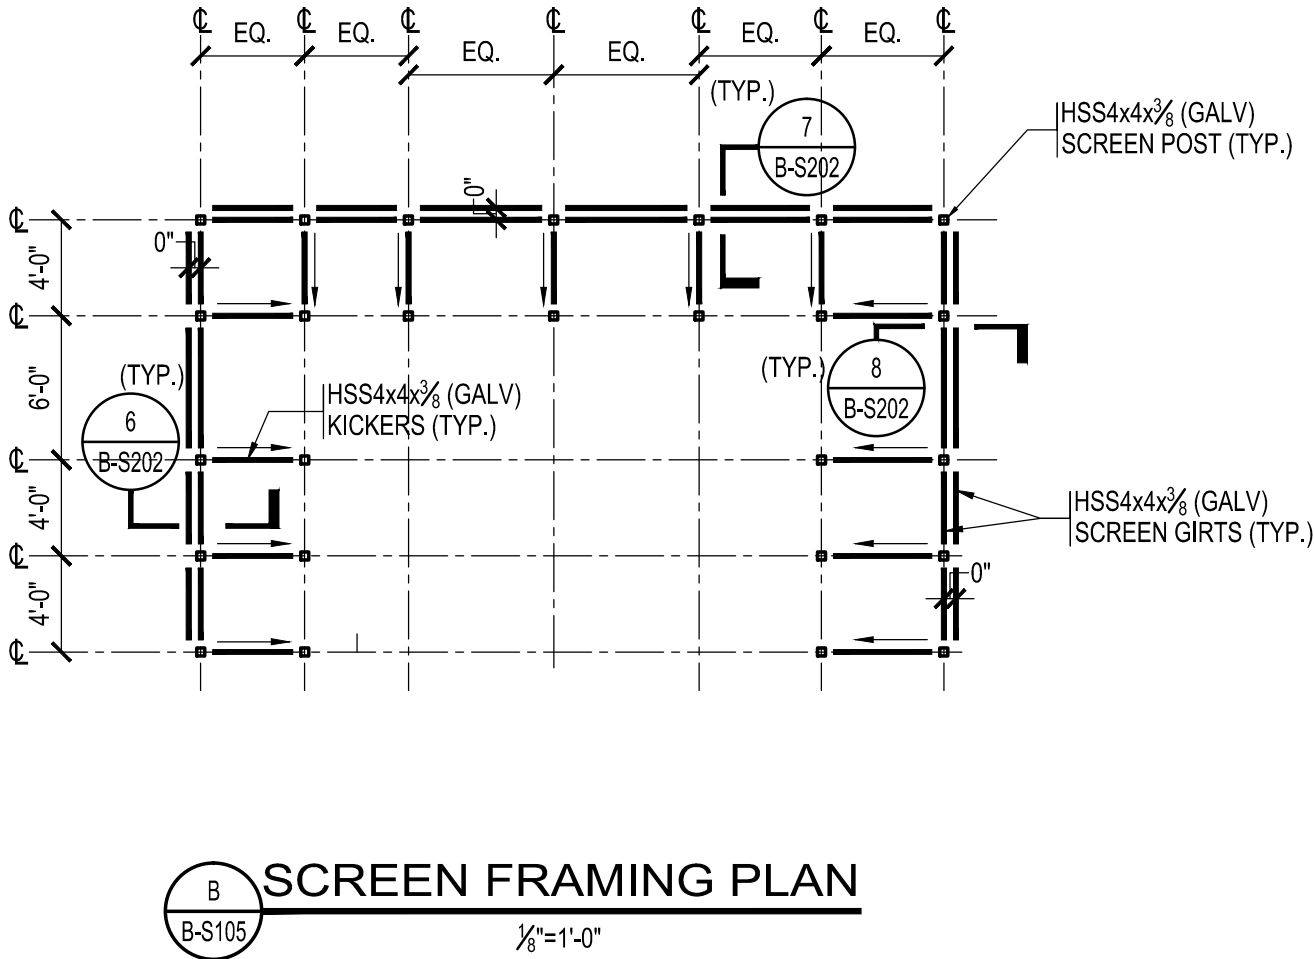 ℄ ℄ ℄ ℄ ℄ ℄ ℄
EQ. EQ. EQ. EQ. EQ. EQ.
(TYP.)
7
B-S202
HSS4x4x⅜ (GALV)
SCREEN POST (TYP.)
0"
℄
0"
4'-0"
℄
6'-0"
(TYP.)
6
B-S202
HSS4x4x⅜ (GALV)
KICKERS (TYP.)
(TYP.)
8
B-S202
℄
4'-0"
HSS4x4x⅜ (GALV)
SCREEN GIRTS (TYP.)
℄
0"
4'-0"
℄
B
B-S105
SCREEN FRAMING PLAN
⅛"=1'-0"